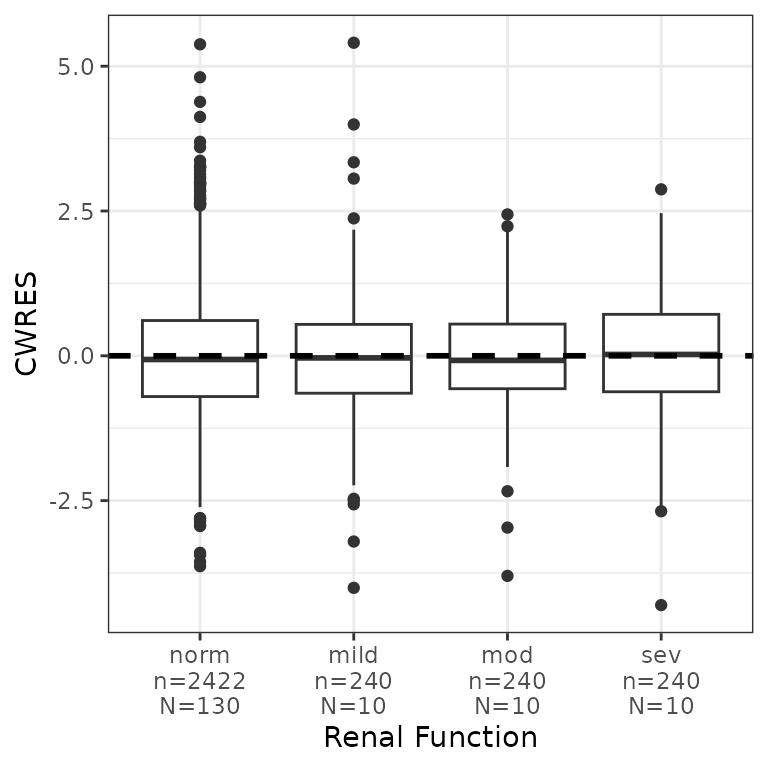 5.0
2.5
0.0
-2.5
CWRES
norm mild mod sev
n=2422 n=240 n=240 n=240
N=130 N=10 N=10 N=10
Renal Function